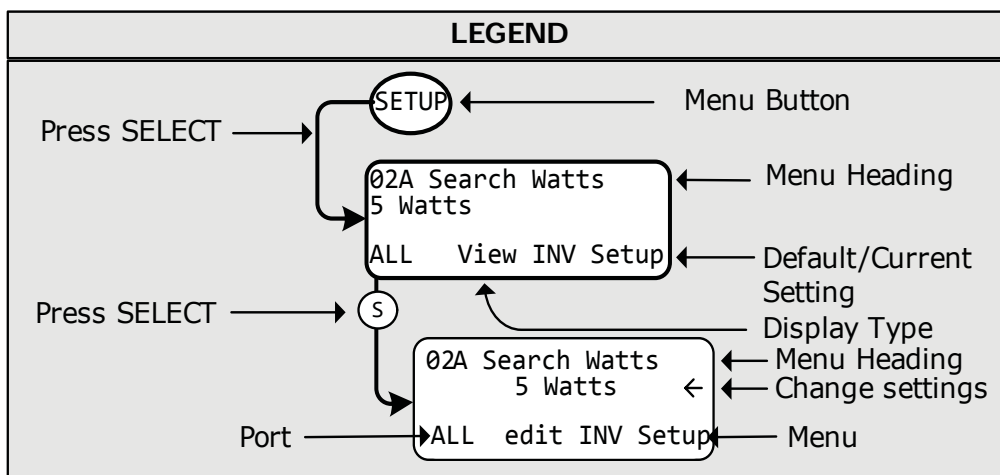 LEGEND
SETUP
Menu Button
Press SELECT
02A Search Watts
5 Watts
ALL View INV Setup
Menu Heading
Default/Current
Setting
Display Type
Press SELECT
S
02A Search Watts
5 Watts ←
ALL edit INV Setup
Menu Heading
Change settings
Port
Menu